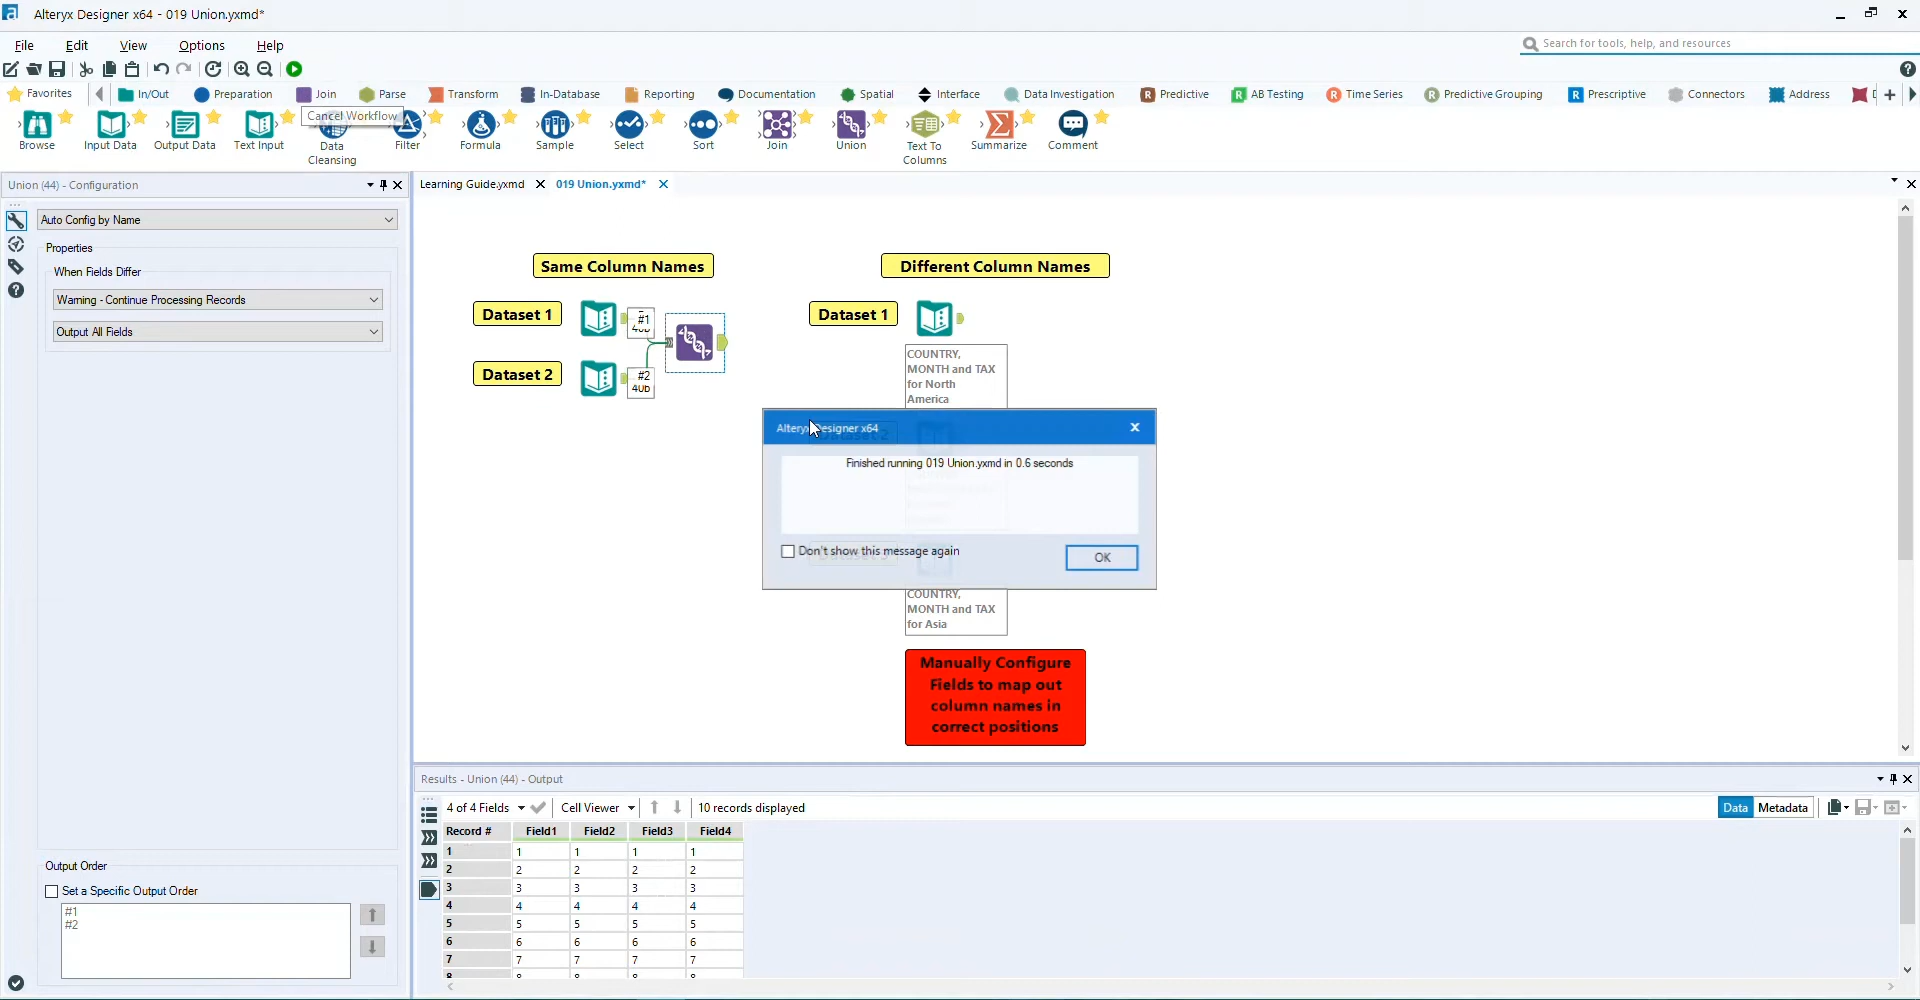 Alteryx Designer x64 - 019 Union.yxmd*
File Edit View Options Help
Search for tools, help, and resources
Favorites In/Out Preparation Join Parse Transform In-Database Reporting Documentation Spatial Interface Data Investigation Predictive AB Testing Time Series Predictive Grouping Prescriptive Connectors Address
Cancel Workflow
Browse Input Data Output Data Text Input Data Cleansing Filter Formula Sample Select Sort Join Union Text To Columns Summarize Comment
Union (44) - Configuration
Learning Guide.yxmd 019 Union.yxmd*
Auto Config by Name
Properties
When Fields Differ
Warning - Continue Processing Records
Output All Fields
Same Column Names
Different Column Names
Dataset 1
#1
Dataset 1
Dataset 2
#2
COUNTRY,
MONTH and TAX
for North
America
Alteryx Designer x64
Finished running 019 Union.yxmd in 0.6 seconds
Don't show this message again
OK
COUNTRY,
MONTH and TAX
for Asia
Manually Configure
Fields to map out
column names in
correct positions
Output Order
Set a Specific Output Order
#1
#2
Results - Union (44) - Output
4 of 4 Fields Cell Viewer 10 records displayed Data Metadata
Record # Field1 Field2 Field3 Field4
1 1 1 1 1
2 2 2 2 2
3 3 3 3 3
4 4 4 4 4
5 5 5 5 5
6 6 6 6 6
7 7 7 7 7
8 8 8 8 8